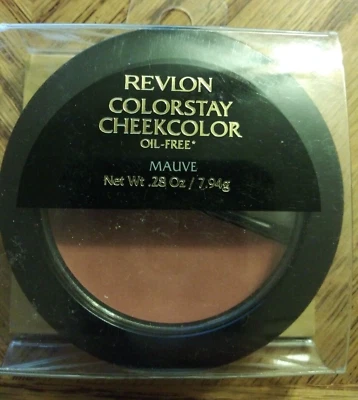 REVLON
COLORSTAY
CHEEKCOLOR
OIL-FREE*
MAUVE
Net Wt .28 Oz / 7.94g